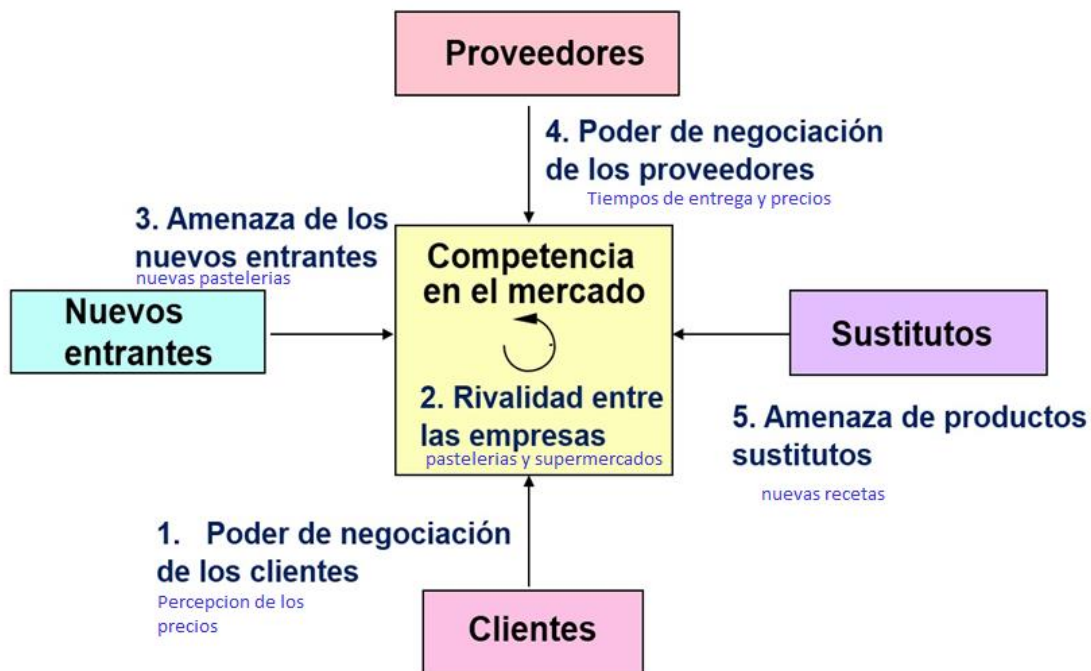 Proveedores
4. Poder de negociación
de los proveedores
Tiempos de entrega y precios
3. Amenaza de los
nuevos entrantes
nuevas pastelerias
Nuevos
entrantes
Competencia
en el mercado
2. Rivalidad entre
las empresas
pastelerias y supermercados
Sustitutos
5. Amenaza de productos
sustitutos
nuevas recetas
1. Poder de negociación
de los clientes
Percepcion de los
precios
Clientes